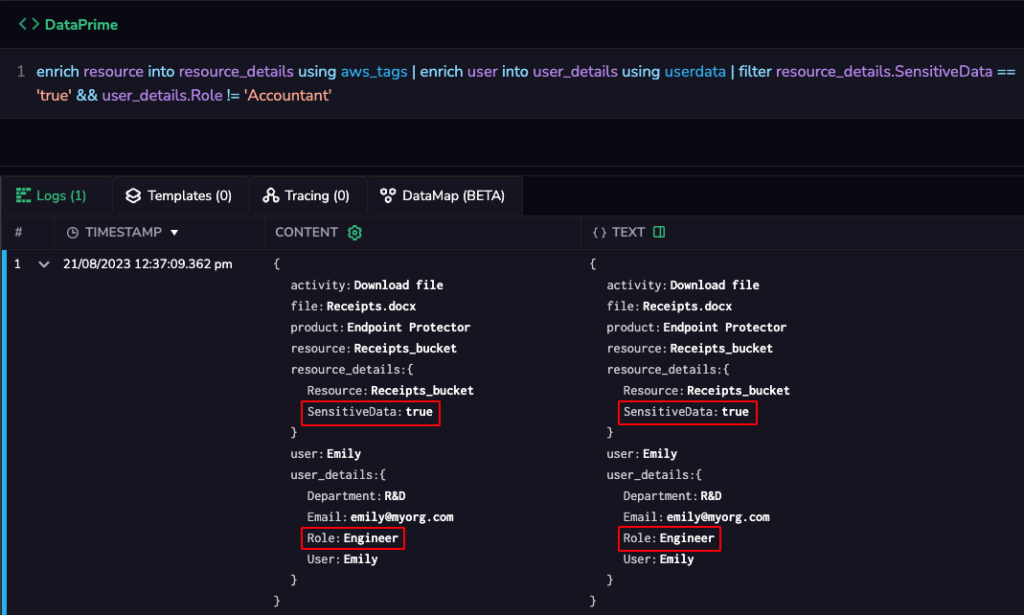 <> DataPrime
1 enrich resource into resource_details using aws_tags | enrich user into user_details using userdata | filter resource_details.SensitiveData ==
'true' && user_details.Role != 'Accountant'
Logs (1) Templates (0) Tracing (0) DataMap (BETA)
# TIMESTAMP CONTENT {} TEXT
1 21/08/2023 12:37:09.362 pm { {
activity: Download file activity: Download file
file: Receipts.docx file: Receipts.docx
product: Endpoint Protector product: Endpoint Protector
resource: Receipts_bucket resource: Receipts_bucket
resource_details:{ resource_details:{
Resource: Receipts_bucket Resource: Receipts_bucket
SensitiveData: true SensitiveData: true
} }
user: Emily user: Emily
user_details:{ user_details:{
Department: R&D Department: R&D
Email: emily@myorg.com Email: emily@myorg.com
Role: Engineer Role: Engineer
User: Emily User: Emily
} }
} }